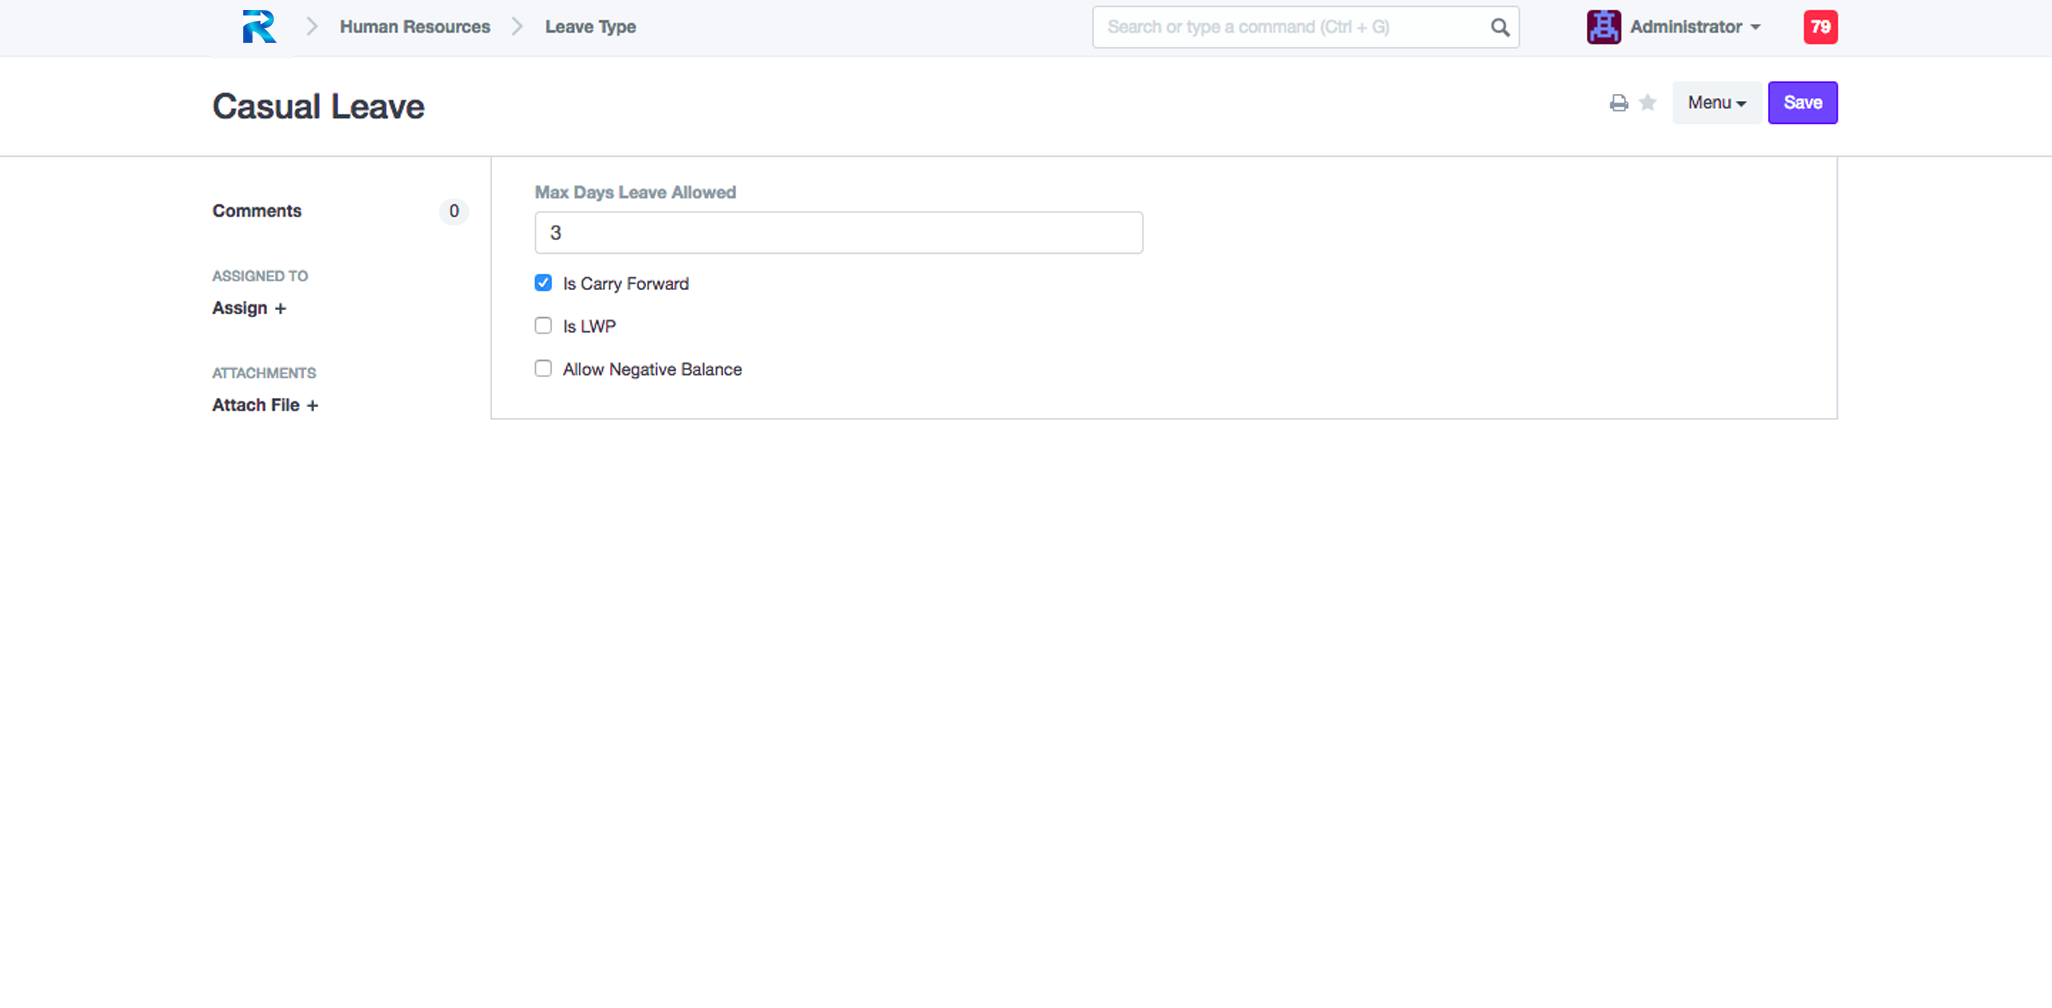 Human Resources
Leave Type
Search or type a command (Ctrl + G)
Administrator
79
Casual Leave
Menu
Save
Comments
0
ASSIGNED TO
Assign +
ATTACHMENTS
Attach File +
Max Days Leave Allowed
3
Is Carry Forward
Is LWP
Allow Negative Balance